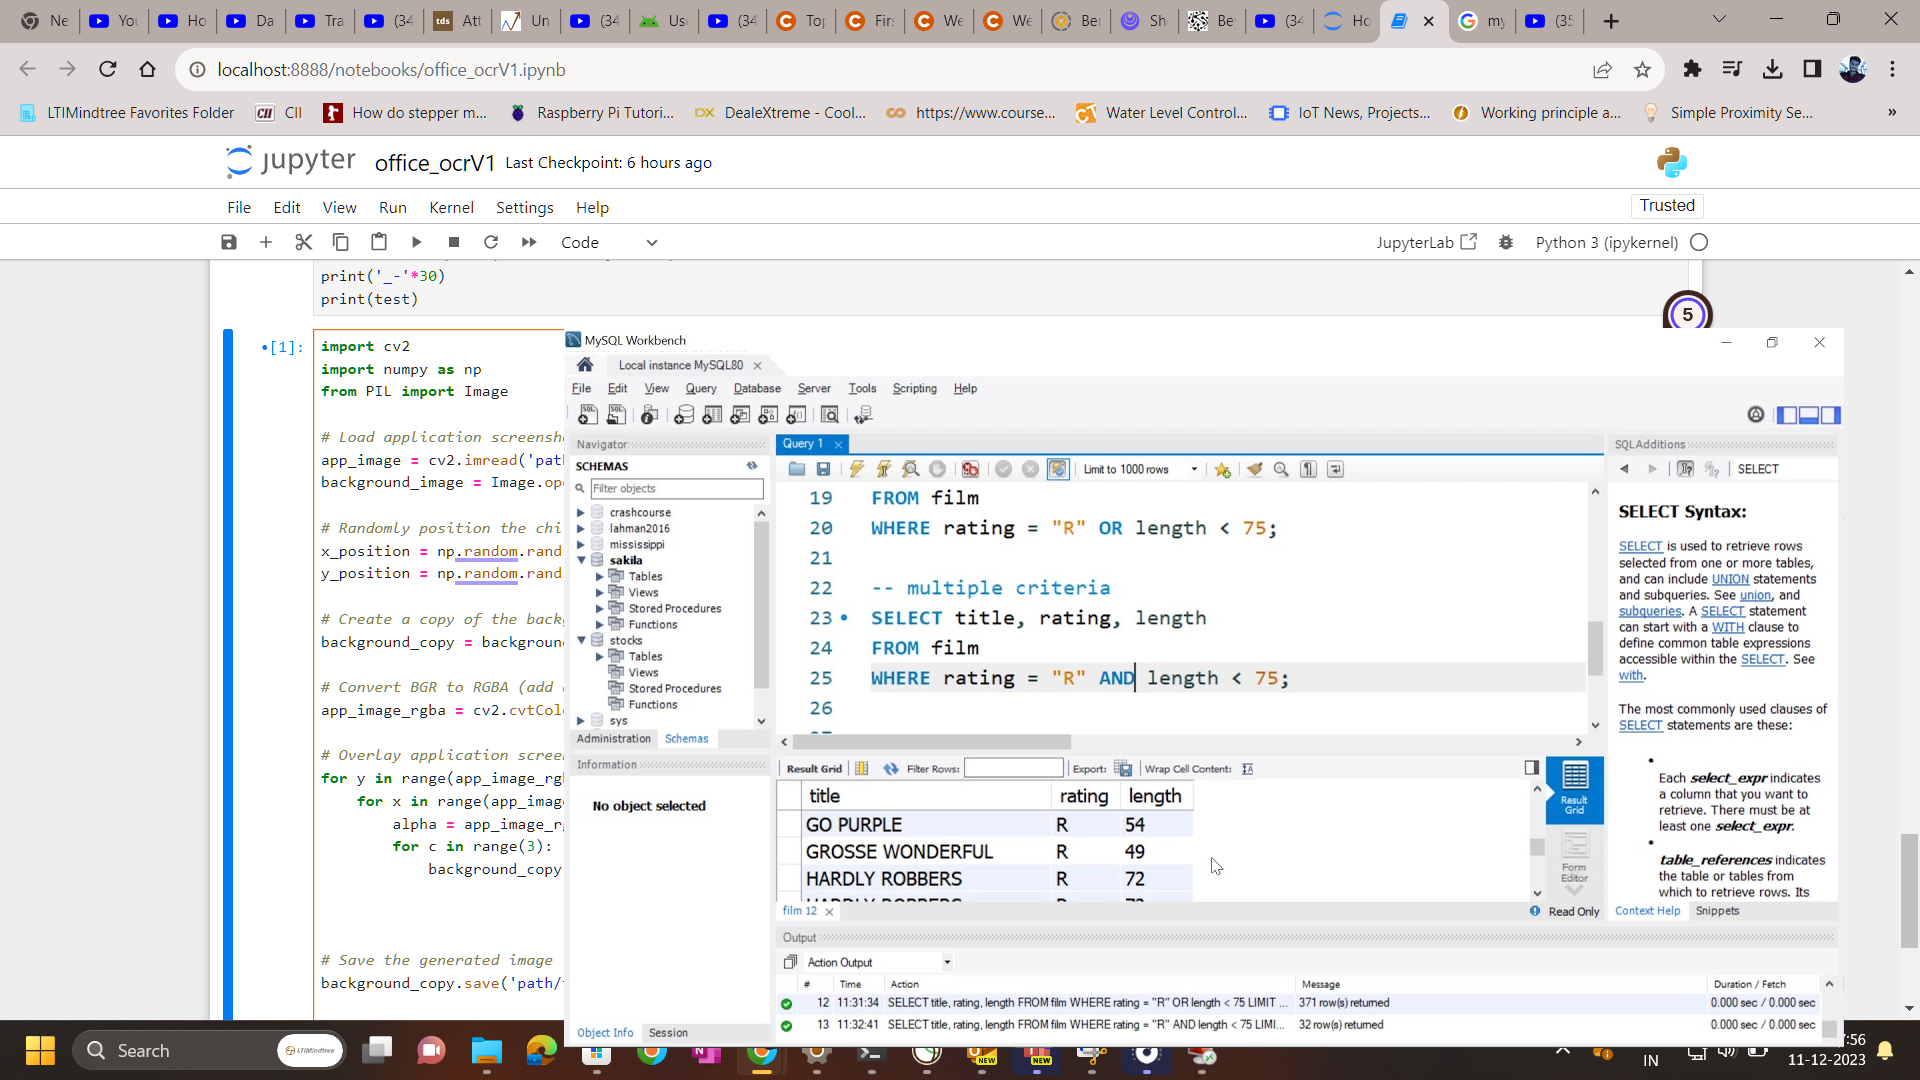 Ne
You
Ho
Da
Tra
(34
tds Att
Un
(34
Us
(34
Top
Firs
We
We
Ber
Sh
Be
(34
Ho
my
(35
localhost:8888/notebooks/office_ocrV1.ipynb
LTIMindtree Favorites Folder
CII CII
How do stepper m...
Raspberry Pi Tutori...
DX DealeXtreme - Cool...
https://www.course...
Water Level Control...
IoT News, Projects...
Working principle a...
Simple Proximity Se...
»
jupyter office_ocrV1 Last Checkpoint: 6 hours ago
File Edit View Run Kernel Settings Help
Trusted
Code
JupyterLab
Python 3 (ipykernel)
print('_-'*30)
print(test)
5
•[1]:
import cv2
import numpy as np
from PIL import Image
# Load application screensh
app_image = cv2.imread('pat
background_image = Image.op
# Randomly position the chi
x_position = np.random.rand
y_position = np.random.rand
# Create a copy of the back
background_copy = backgroun
# Convert BGR to RGBA (add
app_image_rgba = cv2.cvtCol
# Overlay application scree
for y in range(app_image_rg
for x in range(app_imag
alpha = app_image_r
for c in range(3):
background_copy
# Save the generated image
background_copy.save('path/
MySQL Workbench
Local instance MySQL80
File Edit View Query Database Server Tools Scripting Help
Navigator
SCHEMAS
Filter objects
crashcourse
lahman2016
mississippi
sakila
Tables
Views
Stored Procedures
Functions
stocks
Tables
Views
Stored Procedures
Functions
sys
Administration Schemas
Information
No object selected
Object Info Session
Query 1
Limit to 1000 rows
19 FROM film
20 WHERE rating = "R" OR length < 75;
21
22 -- multiple criteria
23 SELECT title, rating, length
24 FROM film
25 WHERE rating = "R" AND length < 75;
26
Result Grid Filter Rows: Export: Wrap Cell Content:
title rating length
GO PURPLE R 54
GROSSE WONDERFUL R 49
HARDLY ROBBERS R 72
Result Grid
Form Editor
film 12
Read Only
SQLAdditions
SELECT
SELECT Syntax:
SELECT is used to retrieve rows
selected from one or more tables,
and can include UNION statements
and subqueries. See union, and
subqueries. A SELECT statement
can start with a WITH clause to
define common table expressions
accessible within the SELECT. See
with.
The most commonly used clauses of
SELECT statements are these:
Each select_expr indicates
a column that you want to
retrieve. There must be at
least one select_expr.
table_references indicates
the table or tables from
which to retrieve rows. Its
Context Help Snippets
Output
Action Output
# Time Action Message Duration / Fetch
12 11:31:34 SELECT title, rating, length FROM film WHERE rating = "R" OR length < 75 LIMIT ... 371 row(s) returned 0.000 sec / 0.000 sec
13 11:32:41 SELECT title, rating, length FROM film WHERE rating = "R" AND length < 75 LIMI... 32 row(s) returned 0.000 sec / 0.000 sec
Search
LTIMindtree
NEW
NEW
IN
:56
11-12-2023